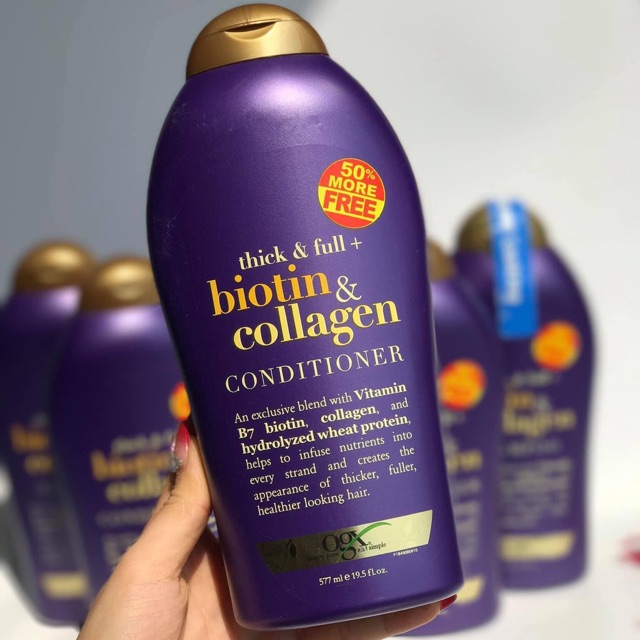 50%
MORE
FREE
thick & full +
biotin &
collagen
CONDITIONER
An exclusive blend with Vitamin
B7 biotin, collagen, and
hydrolyzed wheat protein,
helps to infuse nutrients into
every strand and creates the
appearance of thicker, fuller,
healthier looking hair.
ogx
577 ml e 19.5 fl.oz.